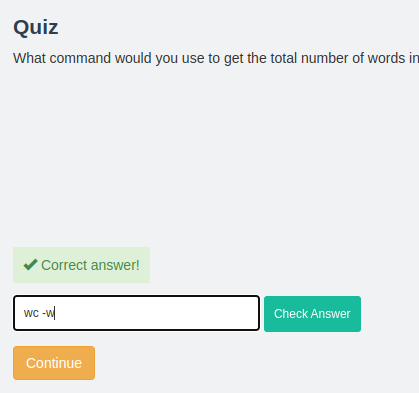 Quiz
What command would you use to get the total number of words in
Correct answer!
wc -w
Check Answer
Continue